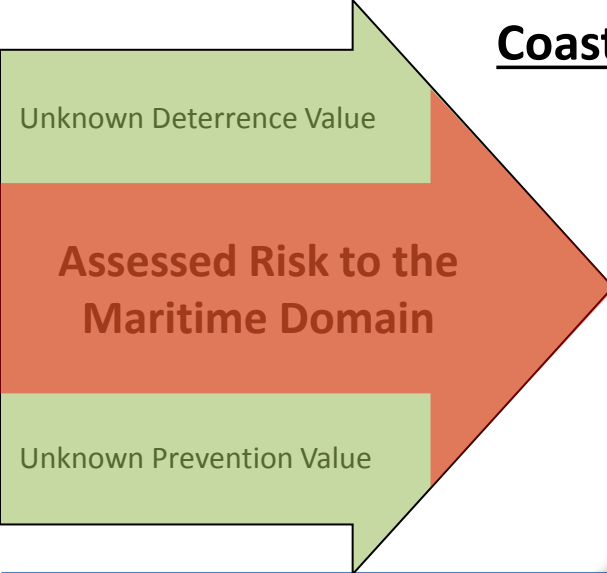 Coast
Unknown Deterrence Value
Assessed Risk to the
Maritime Domain
Unknown Prevention Value